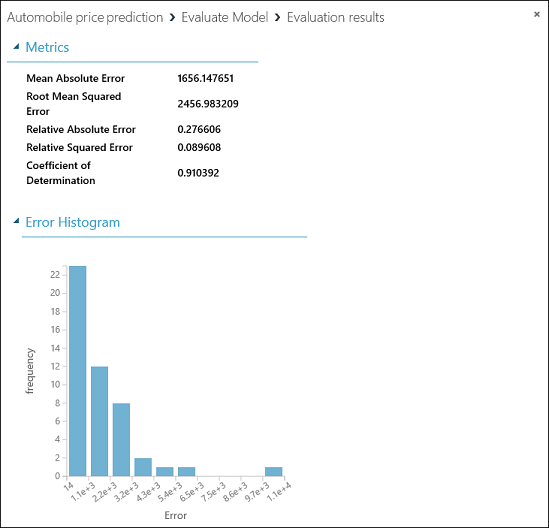 Automobile price prediction › Evaluate Model › Evaluation results ×
Metrics
Mean Absolute Error 1656.147651
Root Mean Squared
Error 2456.983209
Relative Absolute Error 0.276606
Relative Squared Error 0.089608
Coefficient of
Determination 0.910392
Error Histogram
22
20
18
16
14
12
10
8
6
4
2
0
frequency
14 1.1e+3 2.2e+3 3.2e+3 4.3e+3 5.4e+3 6.5e+3 7.5e+3 8.6e+3 9.7e+3 1.1e+4
Error